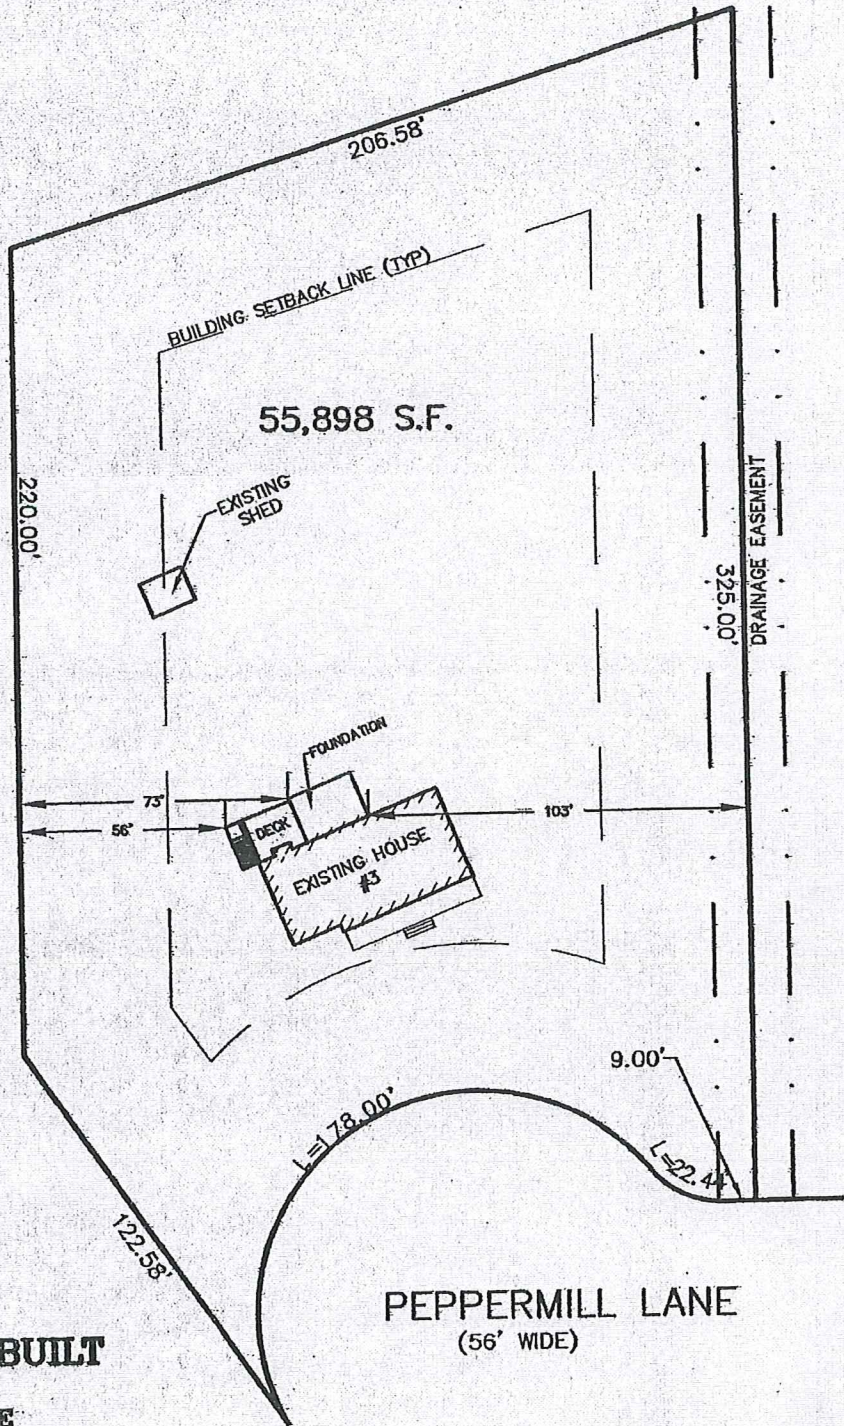 206.58'
BUILDING SETBACK LINE (TYP)
55,898 S.F.
220.00'
EXISTING
SHED
325.00'
DRAINAGE EASEMENT
FOUNDATION
73'
103'
56'
DECK
EXISTING HOUSE
#3
9.00'
L=178.00'
L=22.44'
122.58'
PEPPERMILL LANE
(56' WIDE)
BUILT
E